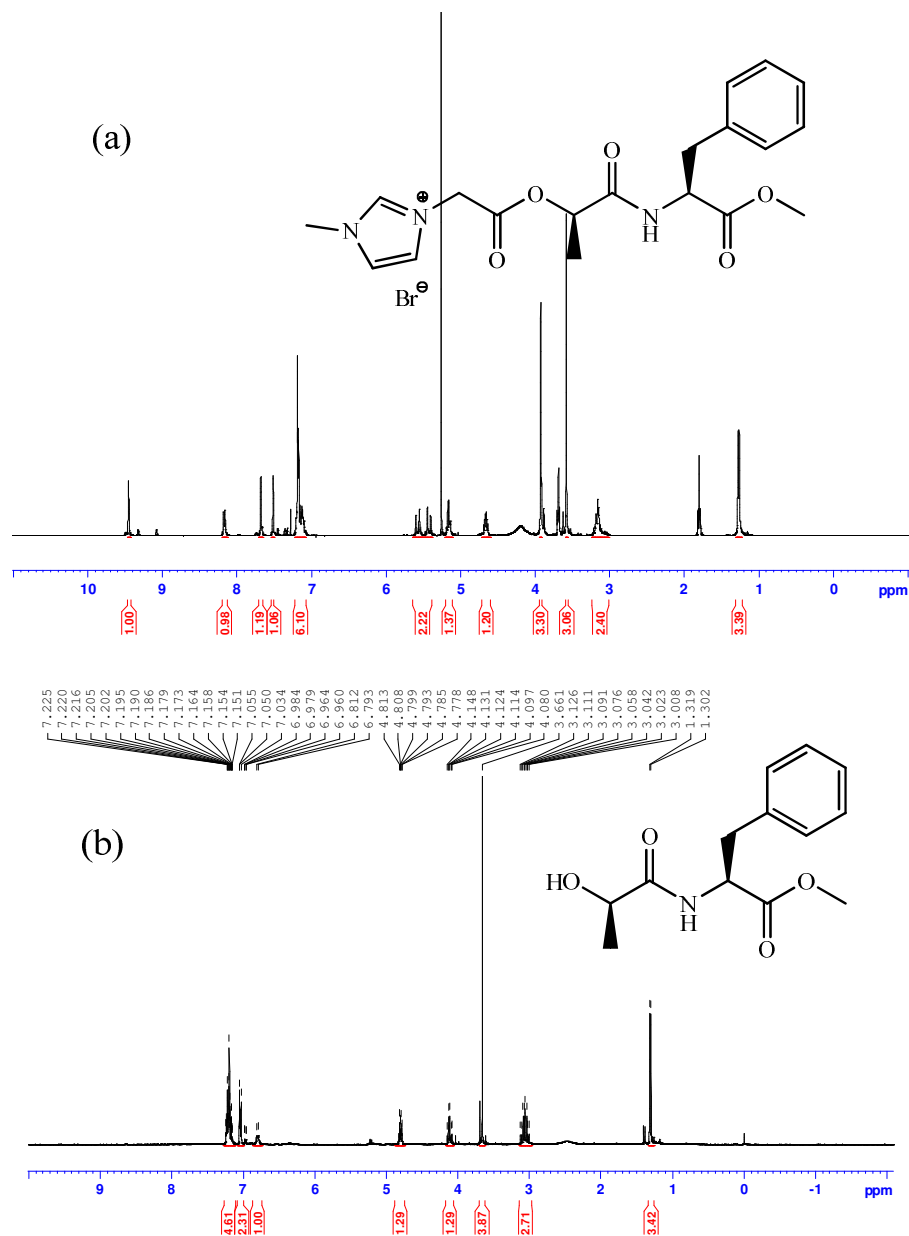 (a)
O
O
O
N
H
O
O
N
⊕
N
O
Br⊖
10 9 8 7 6 5 4 3 2 1 0 ppm
1.00 0.98 1.19 1.06 6.10 2.22 1.37 1.20 3.30 3.06 2.40 3.39
7.225 7.220 7.216 7.205 7.202 7.195 7.190 7.186 7.179 7.173 7.164 7.158 7.154 7.151 7.055 7.050 7.034 6.984 6.979 6.964 6.960 6.812 6.793 4.813 4.808 4.799 4.793 4.785 4.778 4.148 4.131 4.124 4.114 4.097 4.080 3.661 3.126 3.111 3.091 3.076 3.058 3.042 3.023 3.008 1.319 1.302
(b)
O
HO
N
H
O
O
9 8 7 6 5 4 3 2 1 0 -1 ppm
4.61 2.31 1.00 1.29 1.29 3.87 2.71 3.42